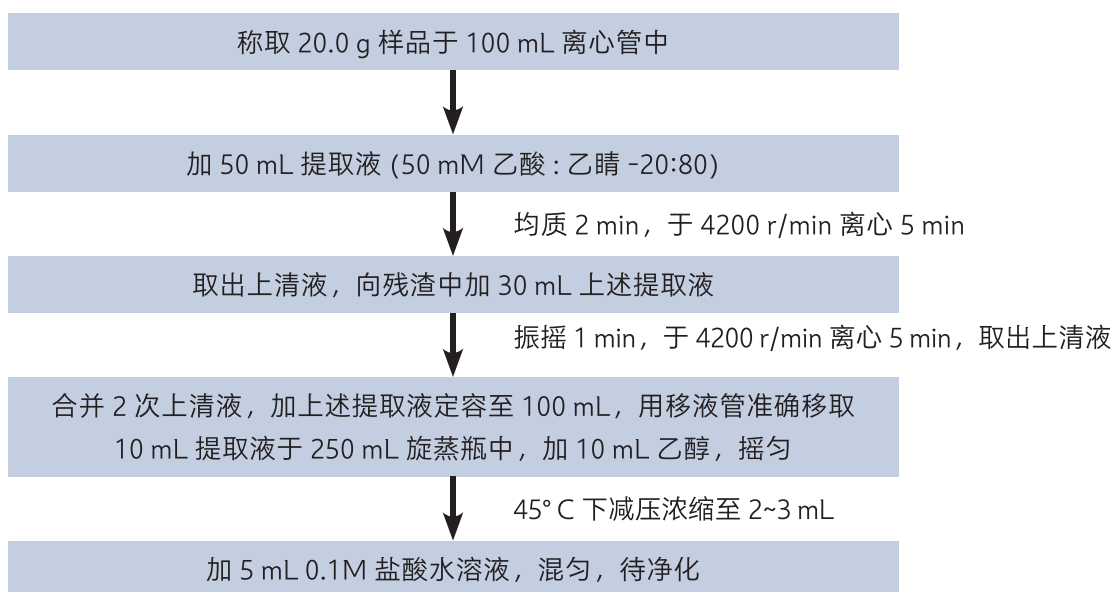 称取 20.0 g 样品于 100 mL 离心管中
加 50 mL 提取液 (50 mM 乙酸 : 乙睛 -20:80)
均质 2 min，于 4200 r/min 离心 5 min
取出上清液，向残渣中加 30 mL 上述提取液
振摇 1 min，于 4200 r/min 离心 5 min，取出上清液
合并 2 次上清液，加上述提取液定容至 100 mL，用移液管准确移取
10 mL 提取液于 250 mL 旋蒸瓶中，加 10 mL 乙醇，摇匀
45° C 下减压浓缩至 2~3 mL
加 5 mL 0.1M 盐酸水溶液，混匀，待净化